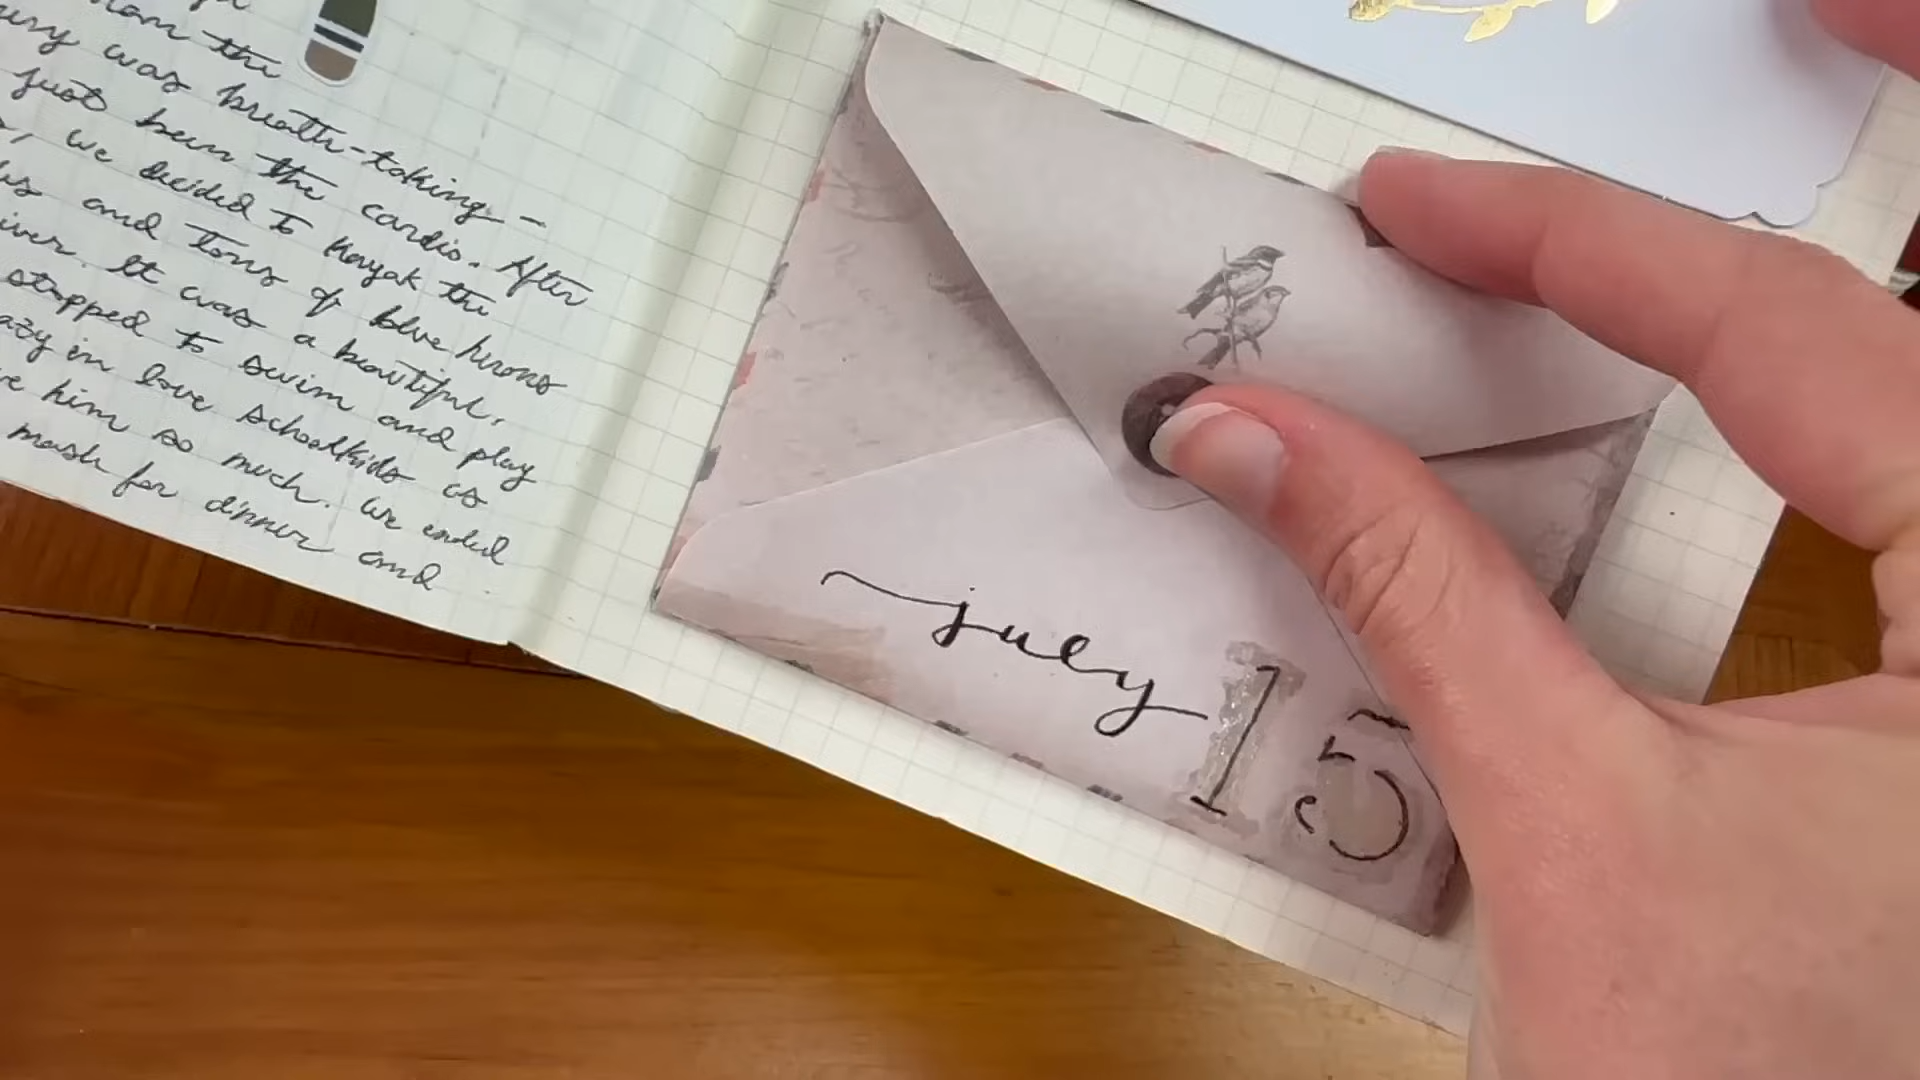 the
was breath-taking -
just been the cardio. After
we decided to kayak the
and tons of blue herons
It was a beautiful.
stopped to swim and play
in love schoolkids as
him so much. We ended
mash for dinner and
july 15